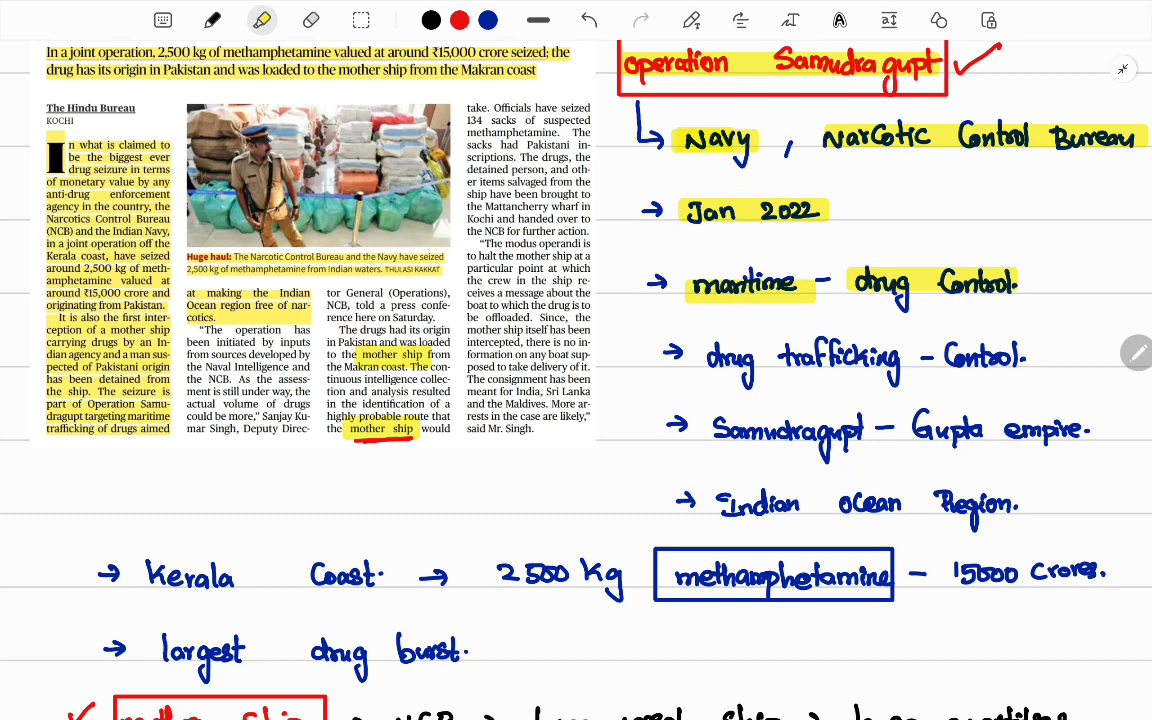 In a joint operation, 2,500 kg of methamphetamine valued at around ₹15,000 crore seized; the
drug has its origin in Pakistan and was loaded to the mother ship from the Makran coast
The Hindu Bureau
KOCHI
In what is claimed to
be the biggest ever
drug seizure in terms
of monetary value by any
anti-drug enforcement
agency in the country, the
Narcotics Control Bureau
(NCB) and the Indian Navy,
in a joint operation off the
Kerala coast, have seized
around 2,500 kg of meth-
amphetamine valued at
around ₹15,000 crore and
originating from Pakistan.
It is also the first inter-
ception of a mother ship
carrying drugs by an In-
dian agency and a man sus-
pected of Pakistani origin
has been detained from
the ship. The seizure is
part of Operation Samu-
dragupt targeting maritime
trafficking of drugs aimed
Huge haul: The Narcotic Control Bureau and the Navy have seized
2,500 kg of methamphetamine from Indian waters. THULASI KAKKAT
at making the Indian
Ocean region free of nar-
cotics.
“The operation has
been initiated by inputs
from sources developed by
the Naval Intelligence and
the NCB. As the assess-
ment is still under way, the
actual volume of drugs
could be more,” Sanjay Ku-
mar Singh, Deputy Direc-
tor General (Operations),
NCB, told a press confe-
rence here on Saturday.
The drugs had its origin
in Pakistan and was loaded
to the mother ship from
the Makran coast. The con-
tinuous intelligence collec-
tion and analysis resulted
in the identification of a
highly probable route that
the mother ship would
take. Officials have seized
134 sacks of suspected
methamphetamine. The
sacks had Pakistani in-
scriptions. The drugs, the
detained person, and oth-
er items salvaged from the
ship have been brought to
the Mattancherry wharf in
Kochi and handed over to
the NCB for further action.
“The modus operandi is
to halt the mother ship at a
particular point at which
the crew in the ship re-
ceives a message about the
boat to which the drug is to
be offloaded. Since, the
mother ship itself has been
intercepted, there is no in-
formation on any boat sup-
posed to take delivery of it.
The consignment has been
meant for India, Sri Lanka
and the Maldives. More ar-
rests in the case are likely,”
said Mr. Singh.
operation Samudragupt ✓
↳ Navy, Narcotic Control Bureau
→ Jan 2022
→ maritime - drug Control.
→ drug trafficking - Control.
→ Samudragupt - Gupta empire.
→ Indian Ocean Region.
→ Kerala Coast. → 2500 kg methamphetamine - 15000 Crores.
→ largest drug burst.